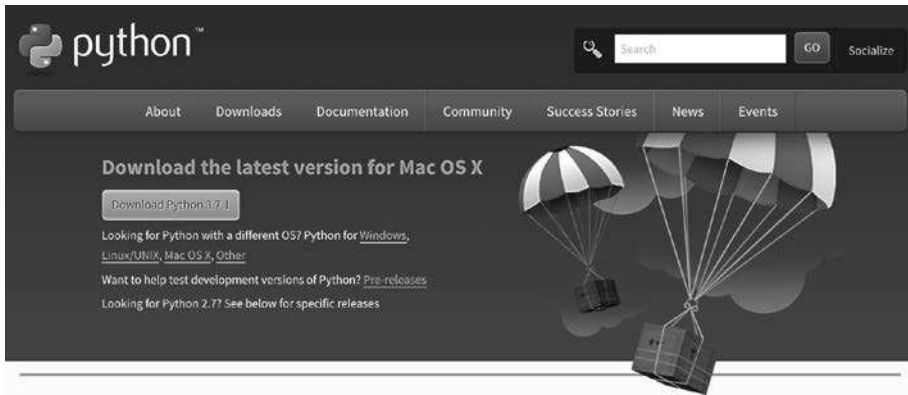 python™
Search
GO
Socialize
About
Downloads
Documentation
Community
Success Stories
News
Events
Download the latest version for Mac OS X
Download Python 3.7.1
Looking for Python with a different OS? Python for Windows,
Linux/UNIX, Mac OS X, Other
Want to help test development versions of Python? Pre-releases
Looking for Python 2.7? See below for specific releases